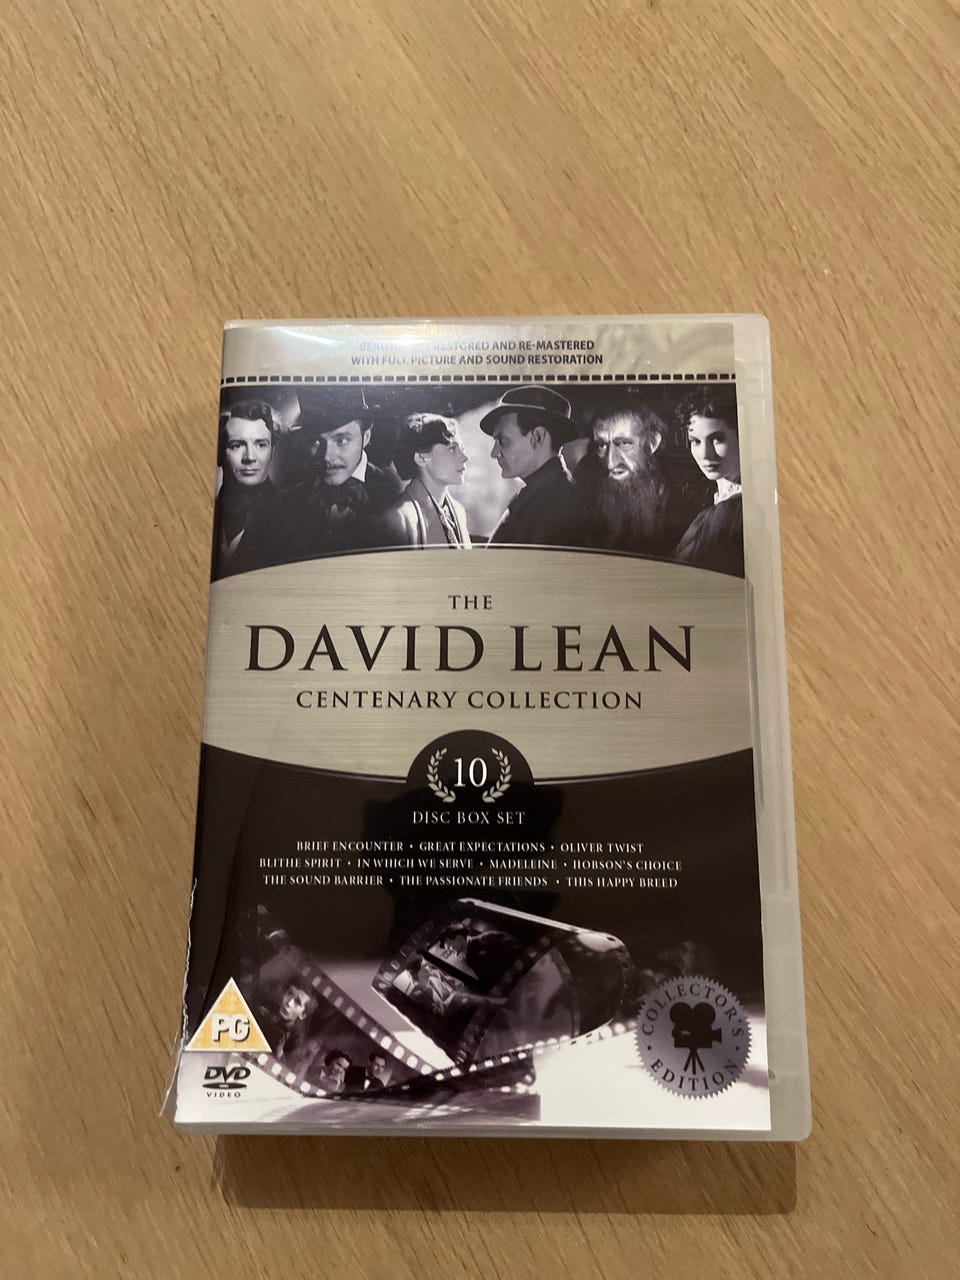 RESTORED AND RE-MASTERED
WITH FULL PICTURE AND SOUND RESTORATION
THE
DAVID LEAN
CENTENARY COLLECTION
10
DISC BOX SET
BRIEF ENCOUNTER • GREAT EXPECTATIONS • OLIVER TWIST
BLITHE SPIRIT • IN WHICH WE SERVE • MADELEINE • HOBSON'S CHOICE
THE SOUND BARRIER • THE PASSIONATE FRIENDS • THIS HAPPY BREED
COLLECTOR'S
• EDITION •
PG
DVD
VIDEO